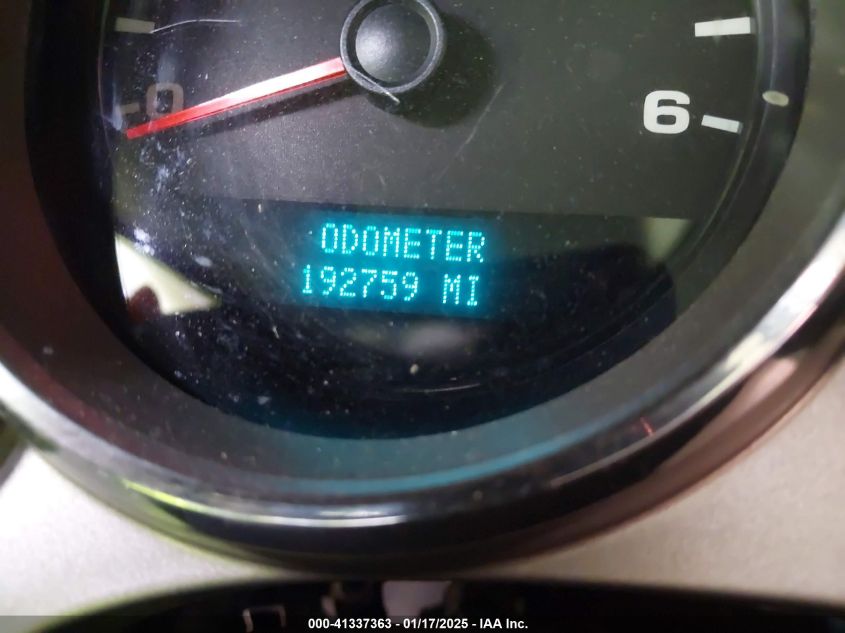 0
6
ODOMETER
192759 MI
000-41337363 - 01/17/2025 - IAA Inc.